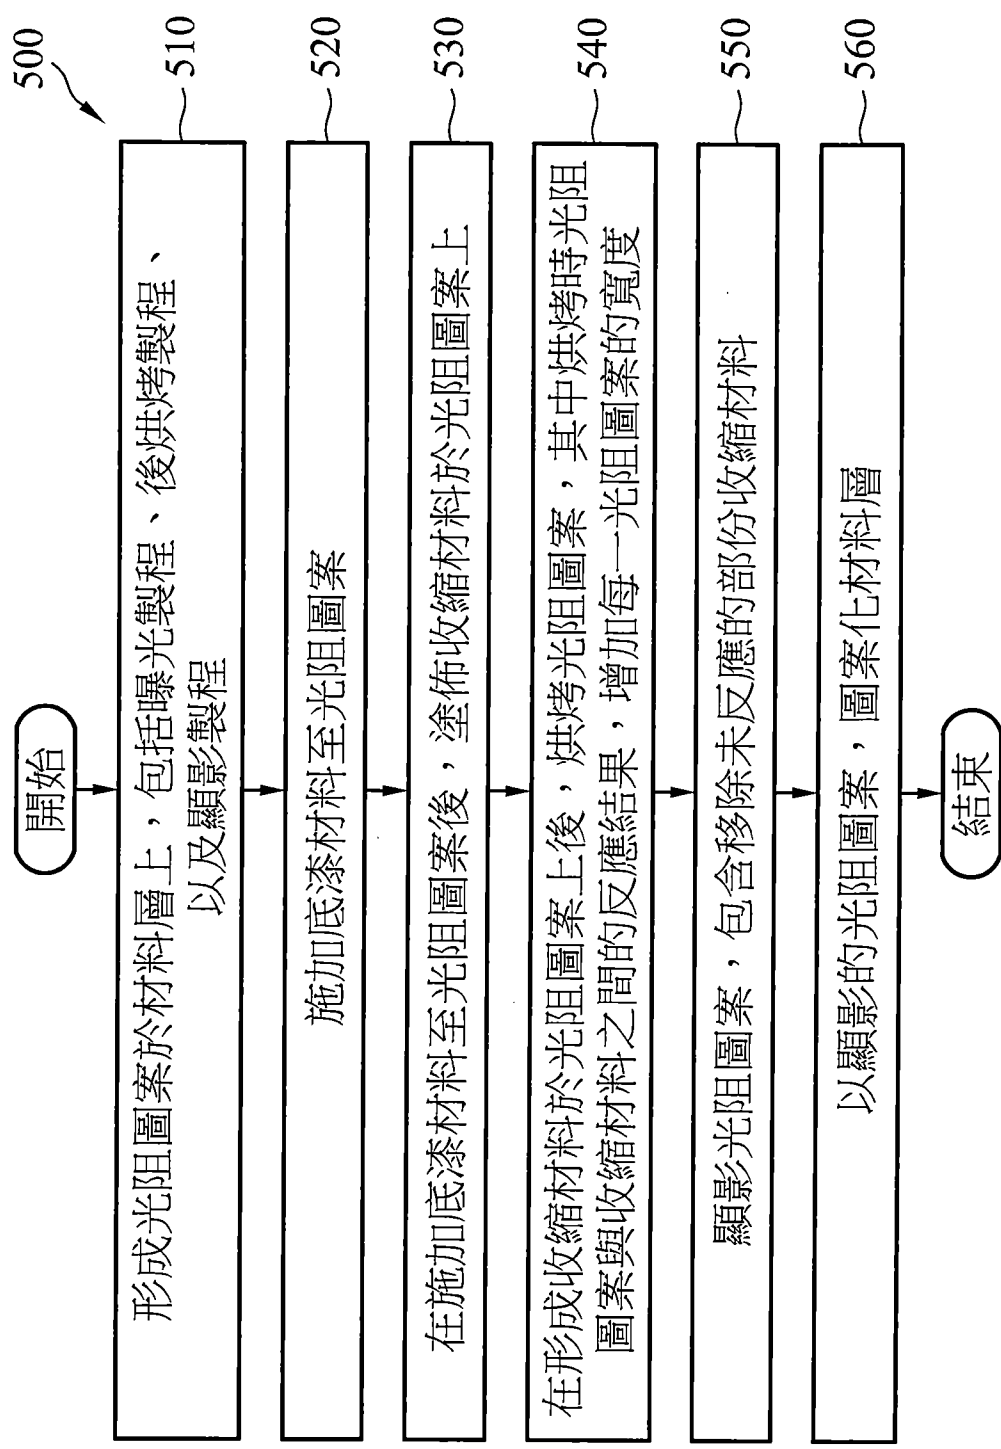 500
開始
形成光阻圖案於材料層上，包括曝光製程、後烘烤製程、
以及顯影製程
510
施加底漆材料至光阻圖案
520
在施加底漆材料至光阻圖案後，塗佈收縮材料於光阻圖案上
530
在形成收縮材料於光阻圖案上後，烘烤光阻圖案，其中烘烤時光阻
圖案與收縮材料之間的反應結果，增加每一光阻圖案的寬度
540
顯影光阻圖案，包含移除未反應的部份收縮材料
550
以顯影的光阻圖案，圖案化材料層
560
結束